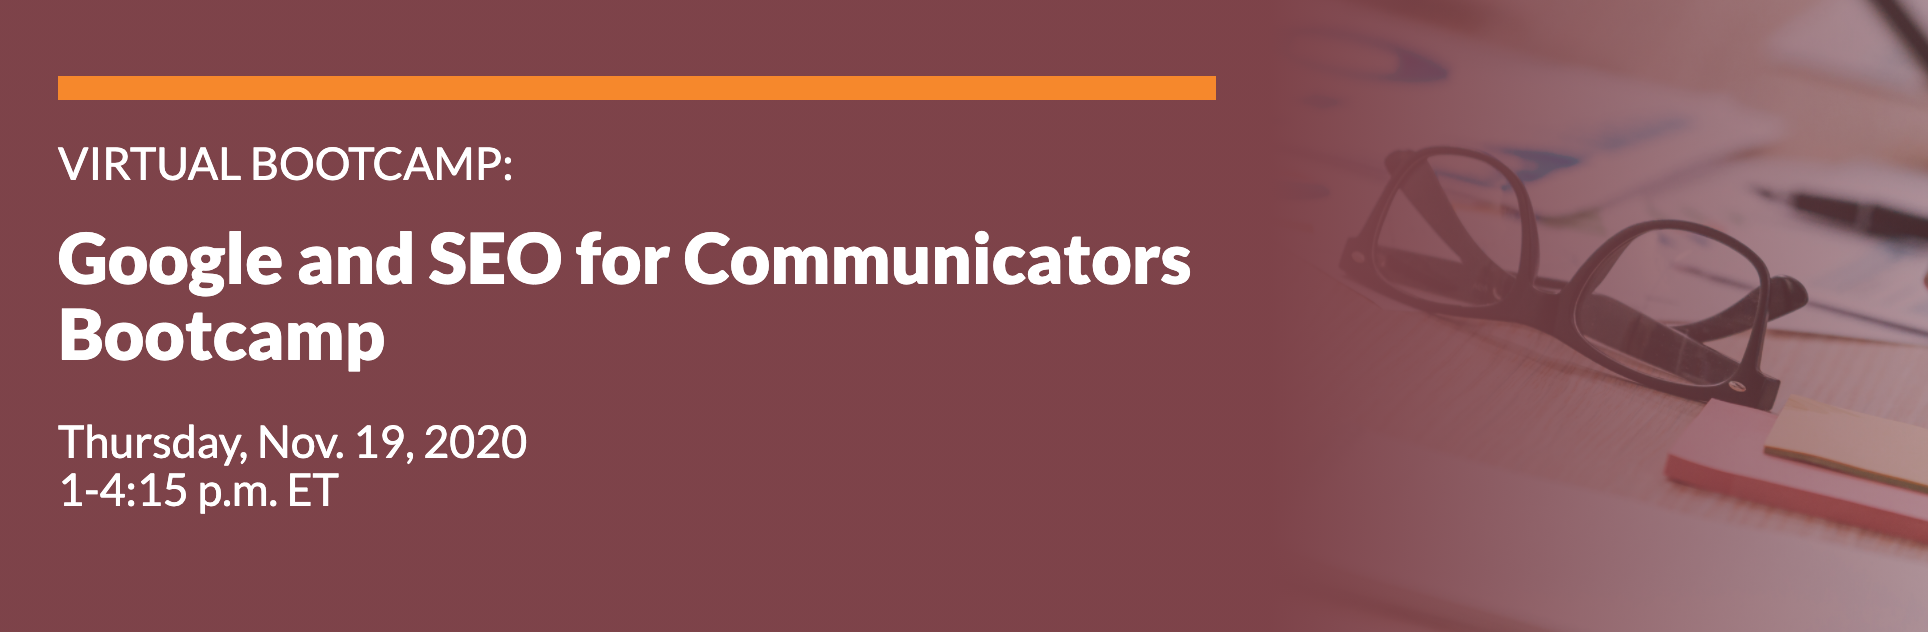 VIRTUAL BOOTCAMP:
Google and SEO for Communicators
Bootcamp
Thursday, Nov. 19, 2020
1-4:15 p.m. ET